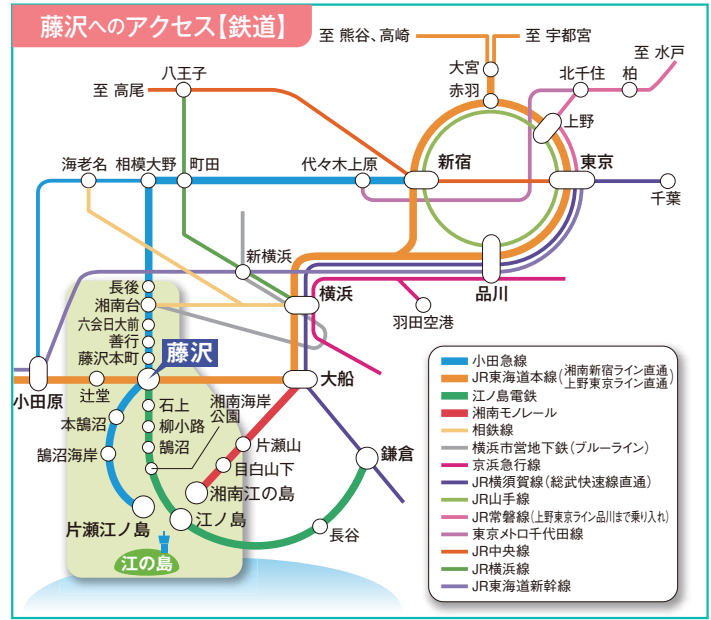 藤沢へのアクセス【鉄道】
至 熊谷、高崎
至 宇都宮
至 水戸
大宮
北千住
柏
八王子
至 高尾
赤羽
上野
海老名
相模大野
町田
代々木上原
新宿
東京
千葉
新横浜
長後
湘南台
横浜
品川
六会日大前
羽田空港
善行
藤沢本町
藤沢
小田原
辻堂
大船
石上
湘南海岸
公園
本鵠沼
柳小路
鵠沼
片瀬山
鵠沼海岸
目白山下
鎌倉
湘南江の島
片瀬江ノ島
江ノ島
長谷
江の島
小田急線
JR東海道本線(湘南新宿ライン直通
上野東京ライン直通)
江ノ島電鉄
湘南モノレール
相鉄線
横浜市営地下鉄(ブルーライン)
京浜急行線
JR横須賀線(総武快速線直通)
JR山手線
JR常磐線(上野東京ライン品川まで乗り入れ)
東京メトロ千代田線
JR中央線
JR横浜線
JR東海道新幹線